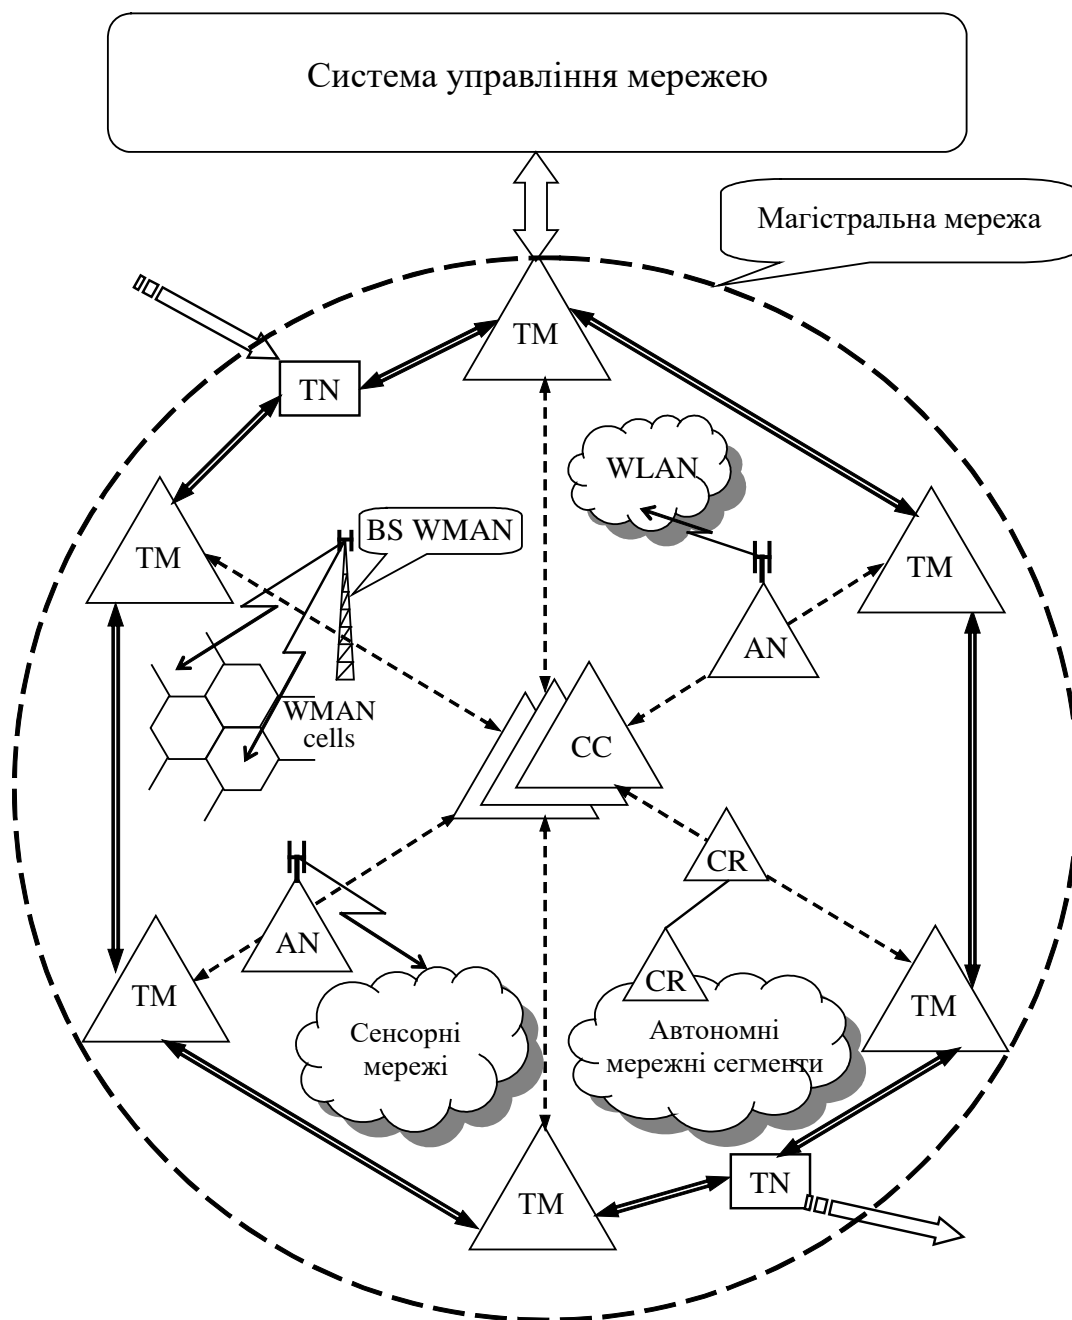 Система управління мережею
Магістральна мережа
TM
TN
WLAN
BS WMAN
TM
TM
AN
WMAN
cells
CC
CR
AN
CR
TM
TM
Сенсорні
мережі
Автономні
мережні сегменти
TM
TN